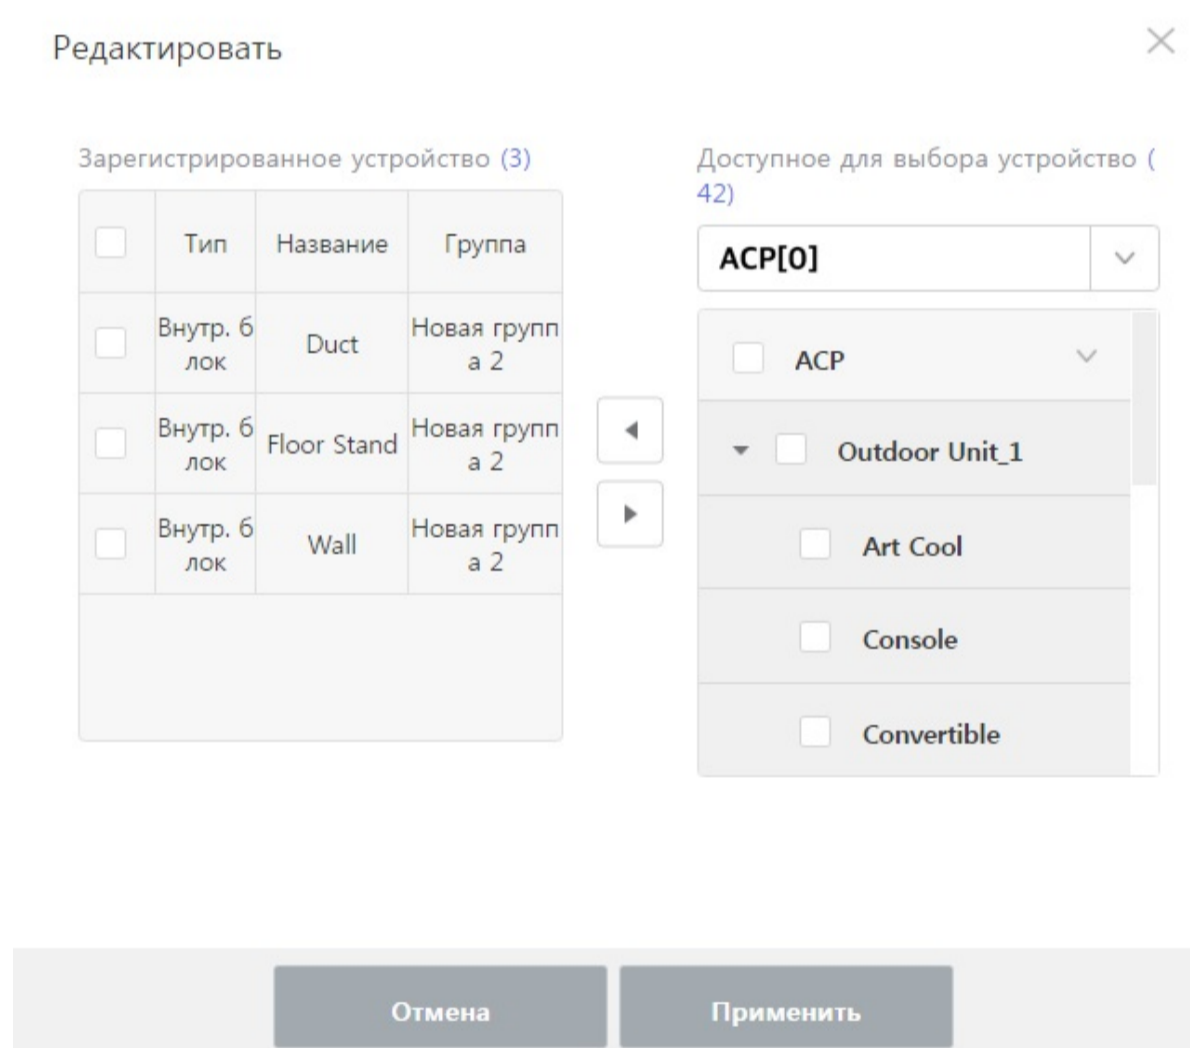 Редактировать
Зарегистрированное устройство (3)
Тип Название Группа
Внутр. б
лок
Duct
Новая групп
а 2
Внутр. б
лок
Floor Stand
Новая групп
а 2
Внутр. б
лок
Wall
Новая групп
а 2
Доступное для выбора устройство (
42)
ACP[0]
ACP
Outdoor Unit_1
Art Cool
Console
Convertible
Отмена
Применить